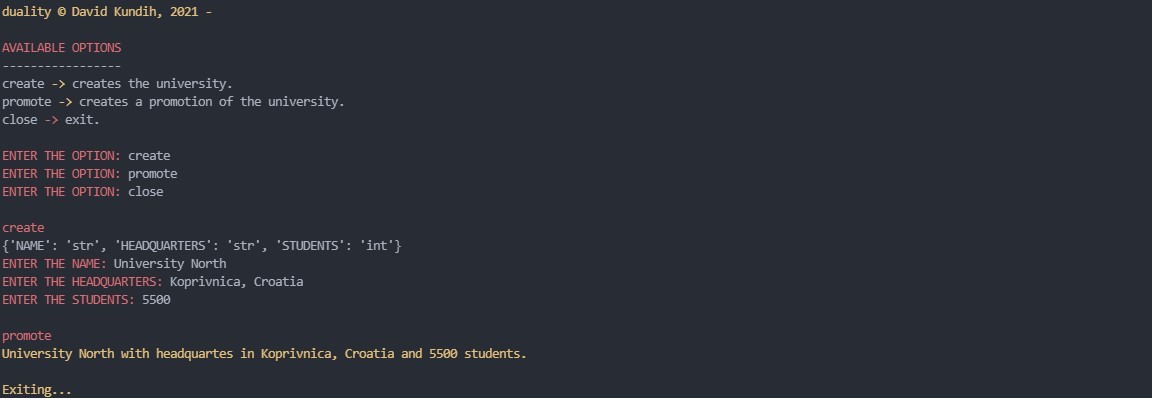 duality © David Kundih, 2021 -
AVAILABLE OPTIONS
-----------------
create -> creates the university.
promote -> creates a promotion of the university.
close -> exit.
ENTER THE OPTION: create
ENTER THE OPTION: promote
ENTER THE OPTION: close
create
{'NAME': 'str', 'HEADQUARTERS': 'str', 'STUDENTS': 'int'}
ENTER THE NAME: University North
ENTER THE HEADQUARTERS: Koprivnica, Croatia
ENTER THE STUDENTS: 5500
promote
University North with headquartes in Koprivnica, Croatia and 5500 students.
Exiting...